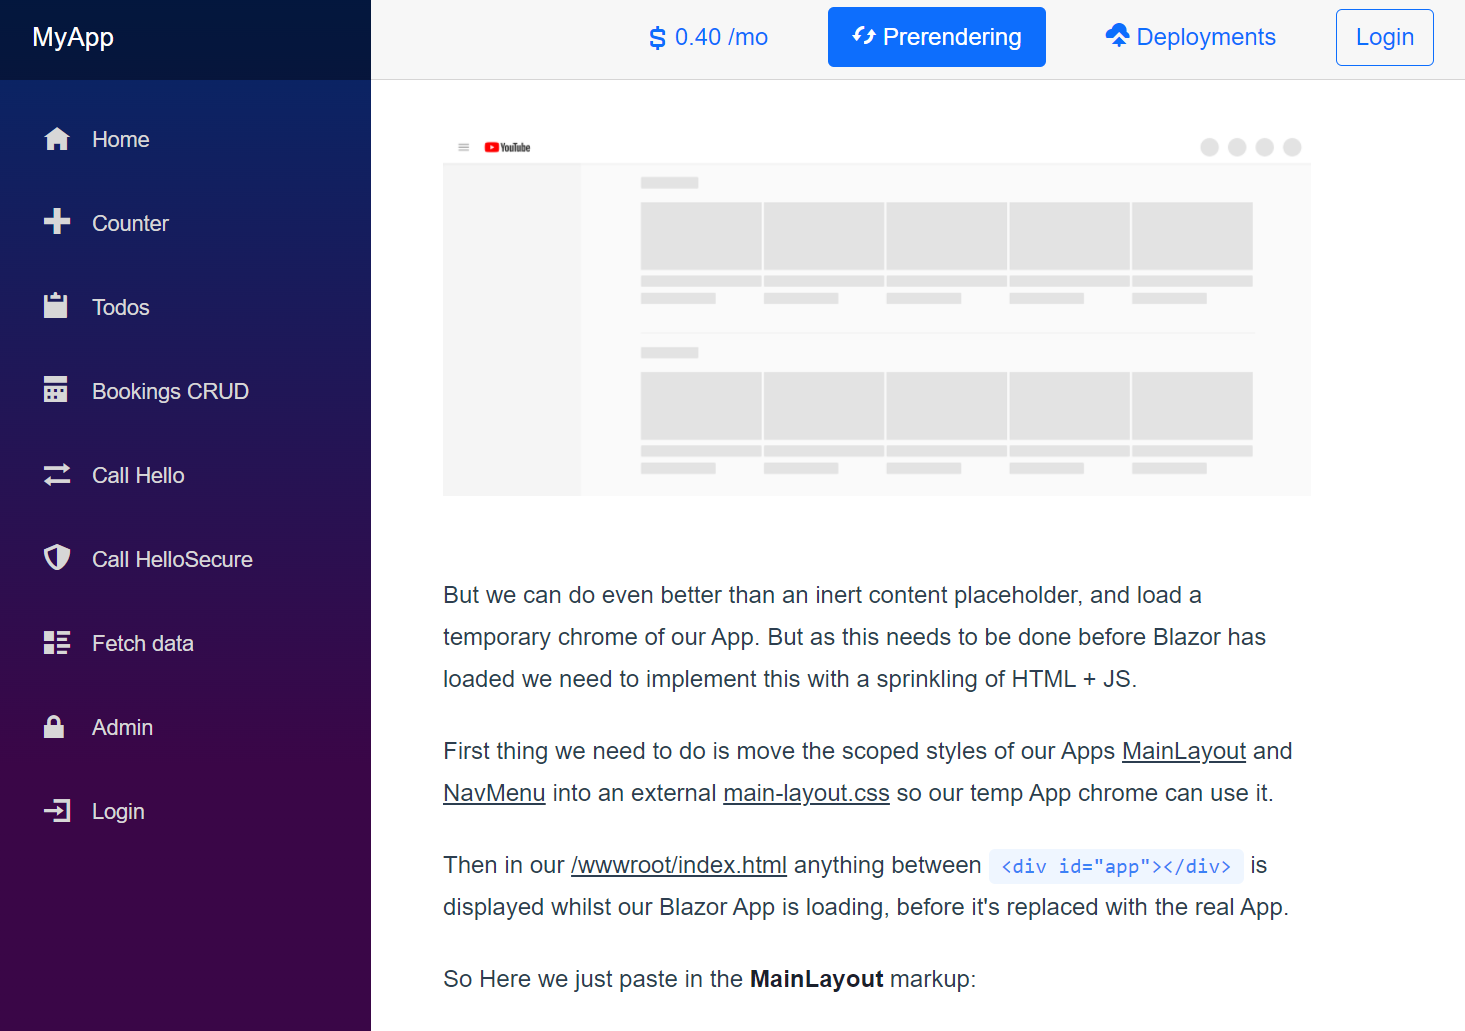 MyApp
$ 0.40 /mo
Prerendering
Deployments
Login
Home
Counter
Todos
Bookings CRUD
Call Hello
Call HelloSecure
Fetch data
Admin
Login
YouTube
But we can do even better than an inert content placeholder, and load a
temporary chrome of our App. But as this needs to be done before Blazor has
loaded we need to implement this with a sprinkling of HTML + JS.
First thing we need to do is move the scoped styles of our Apps MainLayout and
NavMenu into an external main-layout.css so our temp App chrome can use it.
Then in our /wwwroot/index.html anything between <div id="app"></div> is
displayed whilst our Blazor App is loading, before it's replaced with the real App.
So Here we just paste in the MainLayout markup: